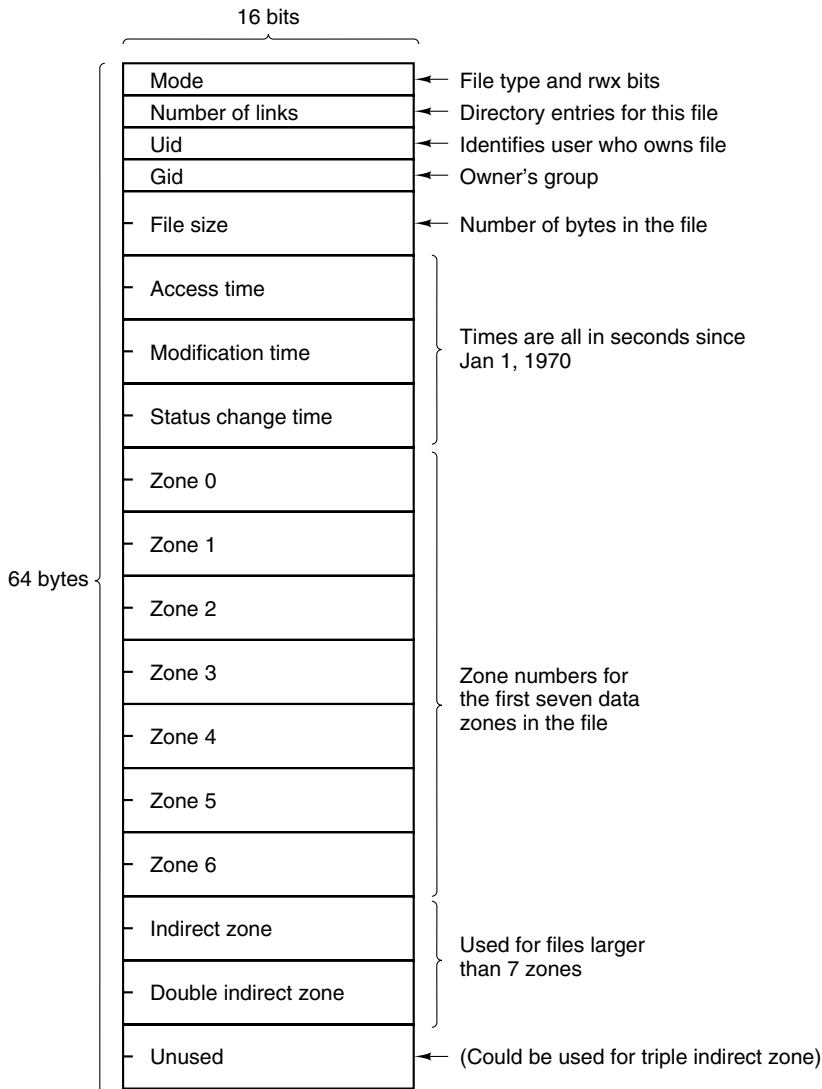 16 bits
Mode
File type and rwx bits
Number of links
Directory entries for this file
Uid
Identifies user who owns file
Gid
Owner's group
File size
Number of bytes in the file
Access time
Modification time
Status change time
Times are all in seconds since
Jan 1, 1970
Zone 0
Zone 1
Zone 2
Zone 3
Zone 4
Zone 5
Zone 6
64 bytes
Zone numbers for
the first seven data
zones in the file
Indirect zone
Double indirect zone
Used for files larger
than 7 zones
Unused
(Could be used for triple indirect zone)